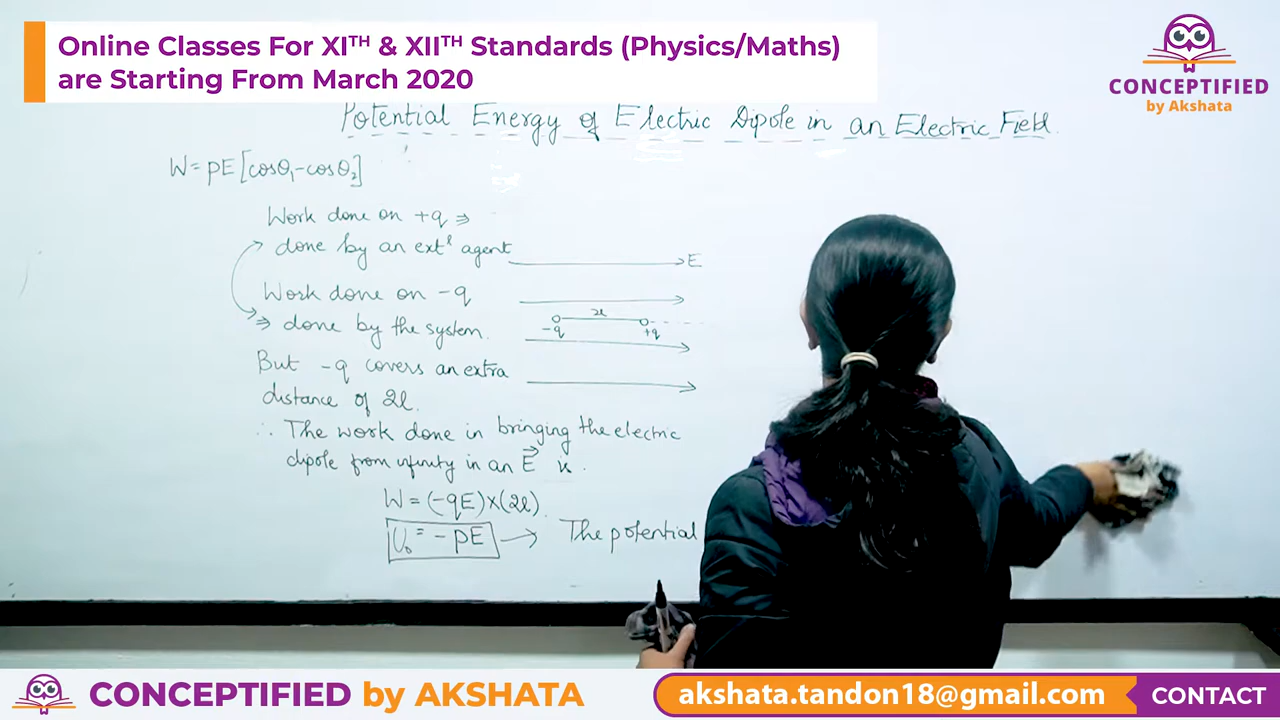 Online Classes For XITH & XIITH Standards (Physics/Maths)
are Starting From March 2020
CONCEPTIFIED
by Akshata
Potential Energy of Electric Dipole in an Electric Field.
W=PE[cosθ₁-cosθ₂]
Work done on +q ⇒
done by an extˡ agent
E
Work done on -q
⇒ done by the system.
2l
-q +q
But -q covers an extra
distance of 2l.
∴ The work done in bringing the electric
dipole from infinity in an E⃗ is.
W=(-qE)×(2l).
U₀=-PE → The potential
CONCEPTIFIED by AKSHATA
akshata.tandon18@gmail.com
CONTACT